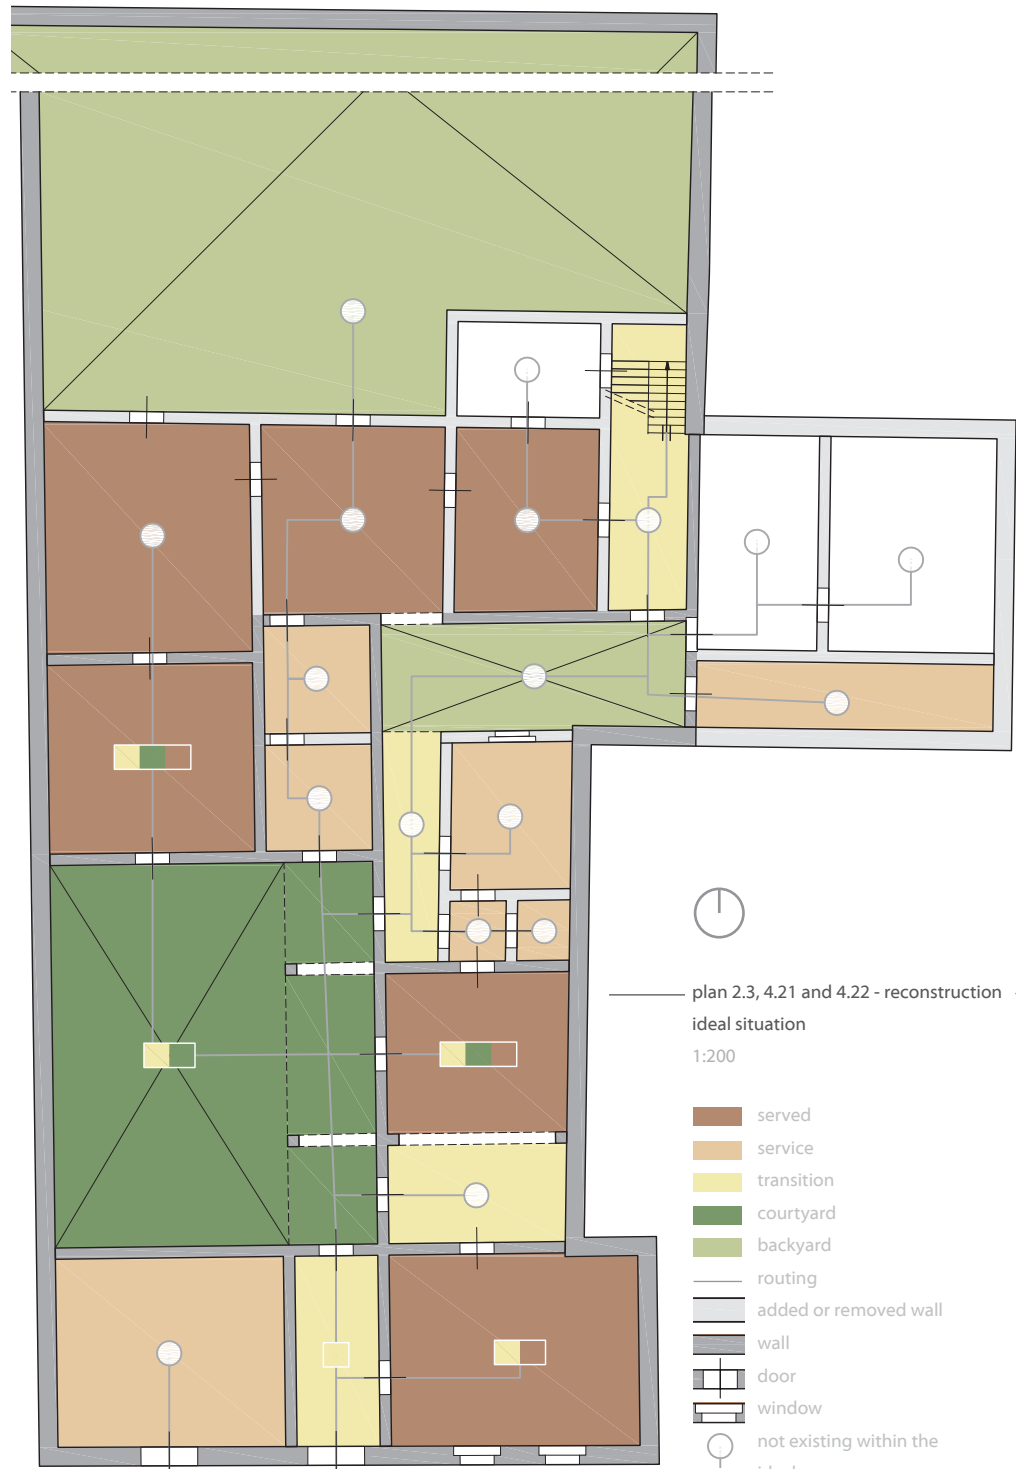 plan 2.3, 4.21 and 4.22 - reconstruction
ideal situation
1:200
served
service
transition
courtyard
backyard
routing
added or removed wall
wall
door
window
not existing within the